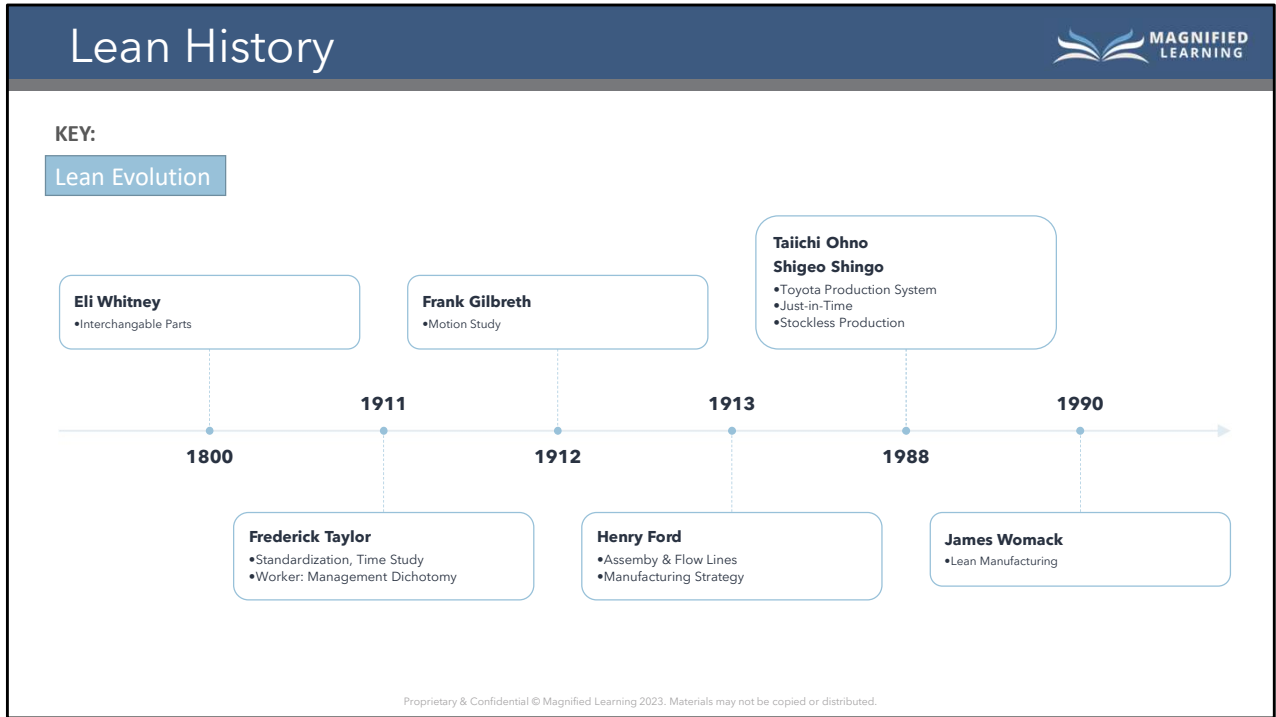 Lean History
MAGNIFIED
LEARNING
KEY:
Lean Evolution
Eli Whitney
•Interchangable Parts
1800
1911
Frederick Taylor
•Standardization, Time Study
•Worker: Management Dichotomy
Frank Gilbreth
•Motion Study
1912
1913
Henry Ford
•Assemby & Flow Lines
•Manufacturing Strategy
Taiichi Ohno
Shigeo Shingo
•Toyota Production System
•Just-in-Time
•Stockless Production
1988
1990
James Womack
•Lean Manufacturing
Proprietary & Confidential © Magnified Learning 2023. Materials may not be copied or distributed.